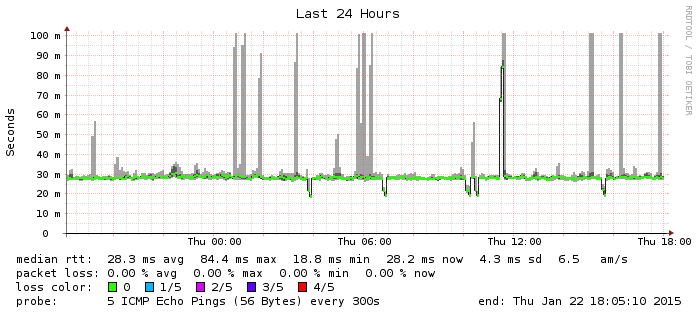 Last 24 Hours
RRDTOOL / TOBI OETIKER
Seconds
100 m
90 m
80 m
70 m
60 m
50 m
40 m
30 m
20 m
10 m
0
Thu 00:00 Thu 06:00 Thu 12:00 Thu 18:00
median rtt: 28.3 ms avg 84.4 ms max 18.8 ms min 28.2 ms now 4.3 ms sd 6.5 am/s
packet loss: 0.00 % avg 0.00 % max 0.00 % min 0.00 % now
loss color: 0 1/5 2/5 3/5 4/5
probe: 5 ICMP Echo Pings (56 Bytes) every 300s end: Thu Jan 22 18:05:10 2015